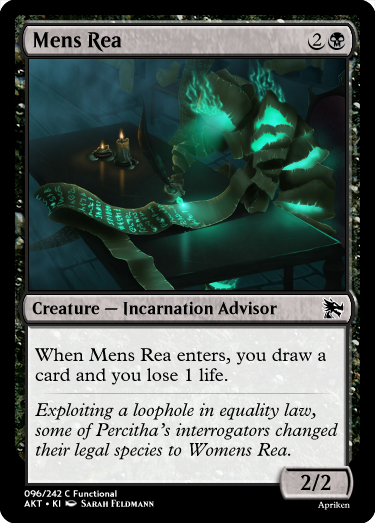 Mens Rea 2
Creature — Incarnation Advisor
When Mens Rea enters, you draw a
card and you lose 1 life.
Exploiting a loophole in equality law,
some of Percitha's interrogators changed
their legal species to Womens Rea.
2/2
096/242 C Functional
AKT • KI Sarah Feldmann
Apriken